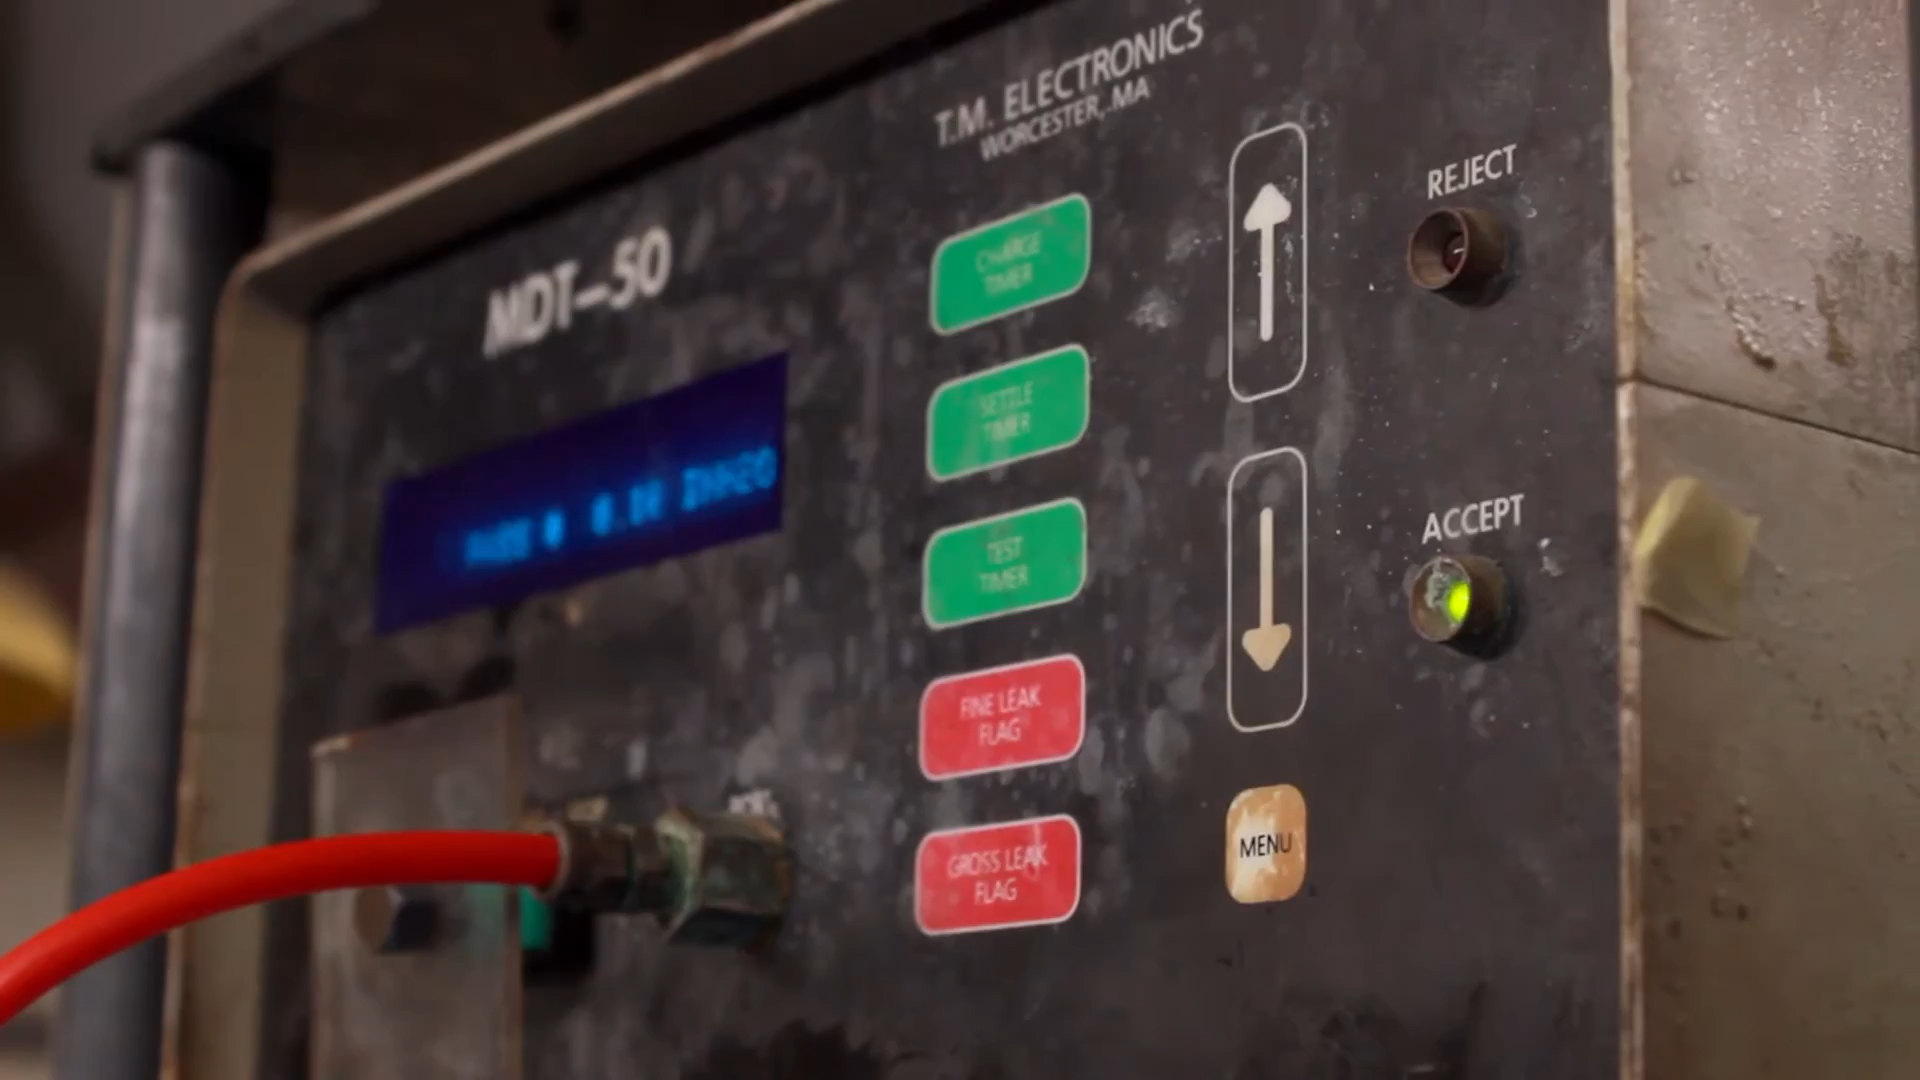 T.M. ELECTRONICS
WORCESTER, MA
MDT-50
CHARGE
TIMER
SETTLE
TIMER
TEST
TIMER
FINE LEAK
FLAG
GROSS LEAK
FLAG
MENU
REJECT
ACCEPT